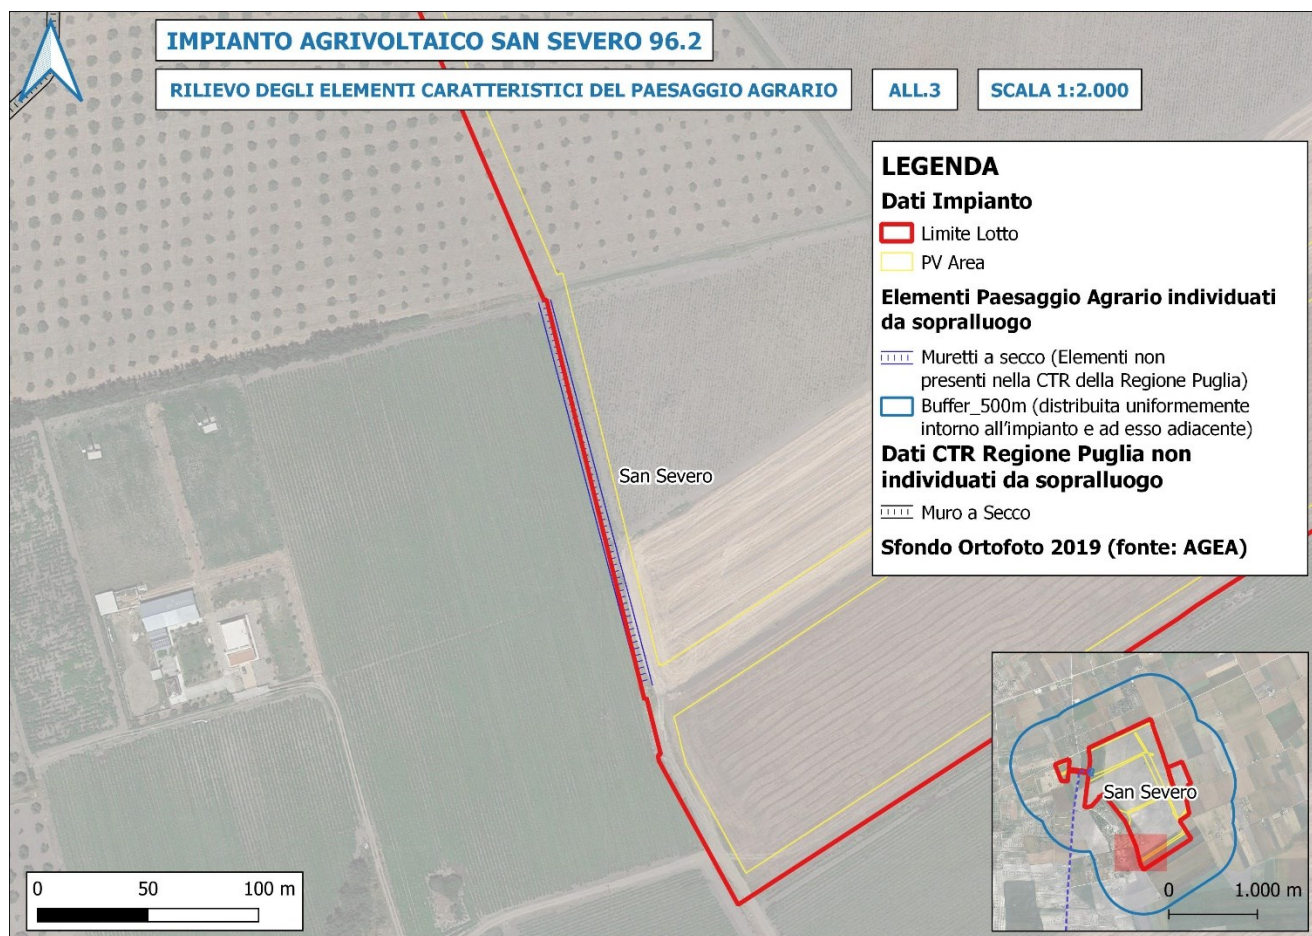 IMPIANTO AGRIVOLTAICO SAN SEVERO 96.2
RILIEVO DEGLI ELEMENTI CARATTERISTICI DEL PAESAGGIO AGRARIO
ALL.3
SCALA 1:2.000
LEGENDA
Dati Impianto
Limite Lotto
PV Area
Elementi Paesaggio Agrario individuati
da sopralluogo
Muretti a secco (Elementi non
presenti nella CTR della Regione Puglia)
Buffer_500m (distribuita uniformemente
intorno all'impianto e ad esso adiacente)
Dati CTR Regione Puglia non
individuati da sopralluogo
Muro a Secco
Sfondo Ortofoto 2019 (fonte: AGEA)
San Severo
San Severo
0 1.000 m
0 50 100 m